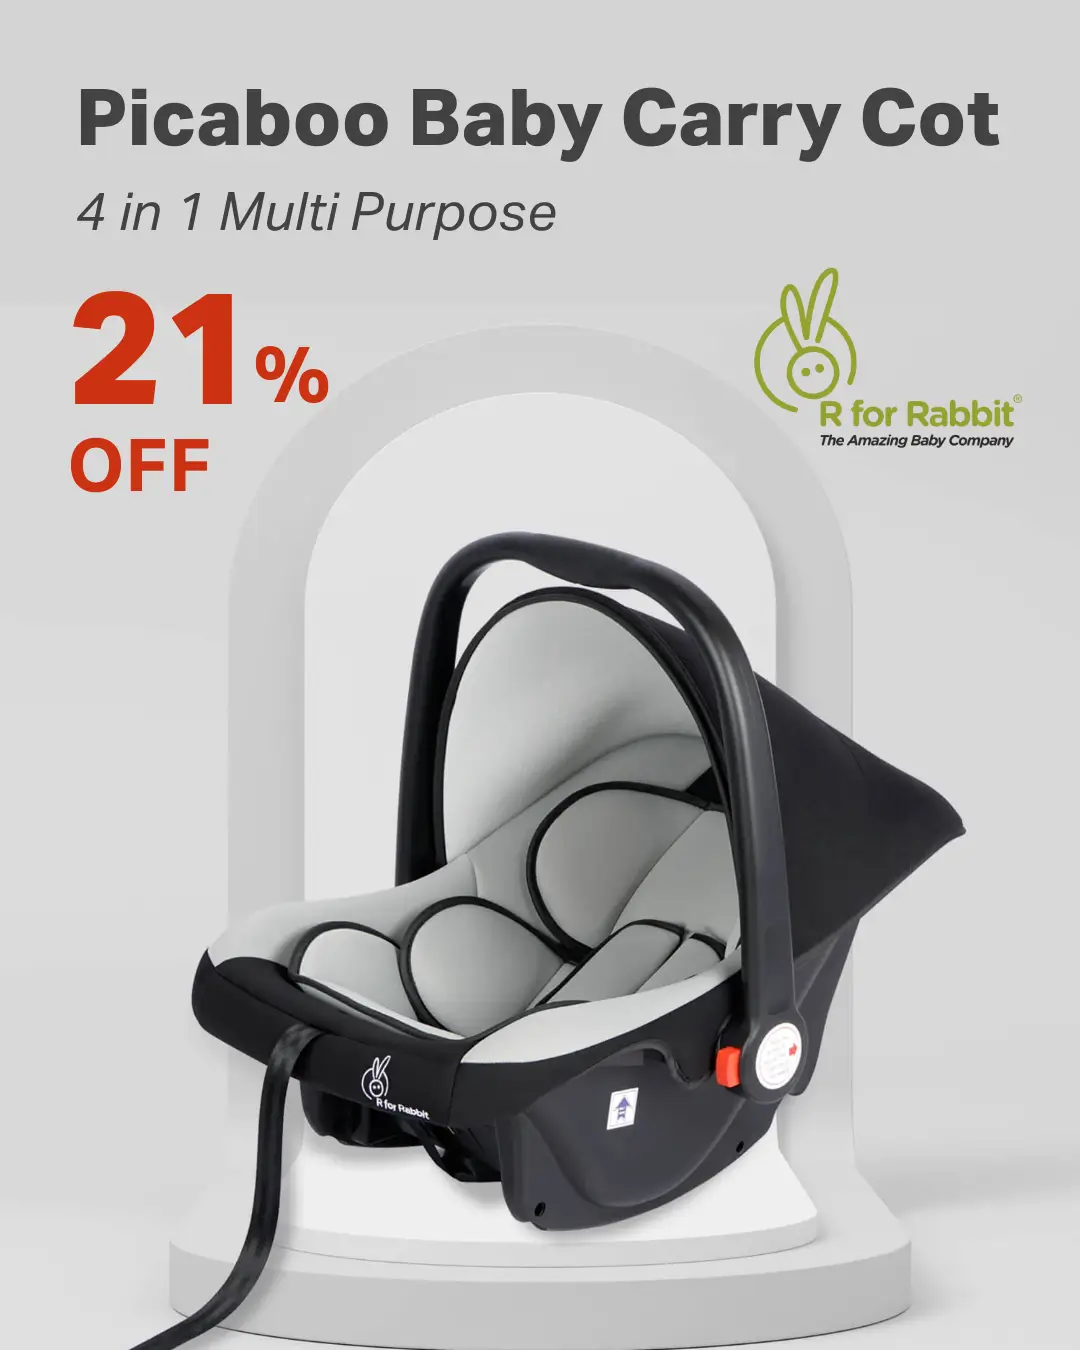 Picaboo Baby Carry Cot
4 in 1 Multi Purpose
21%
OFF
R for Rabbit®
The Amazing Baby Company
R for Rabbit